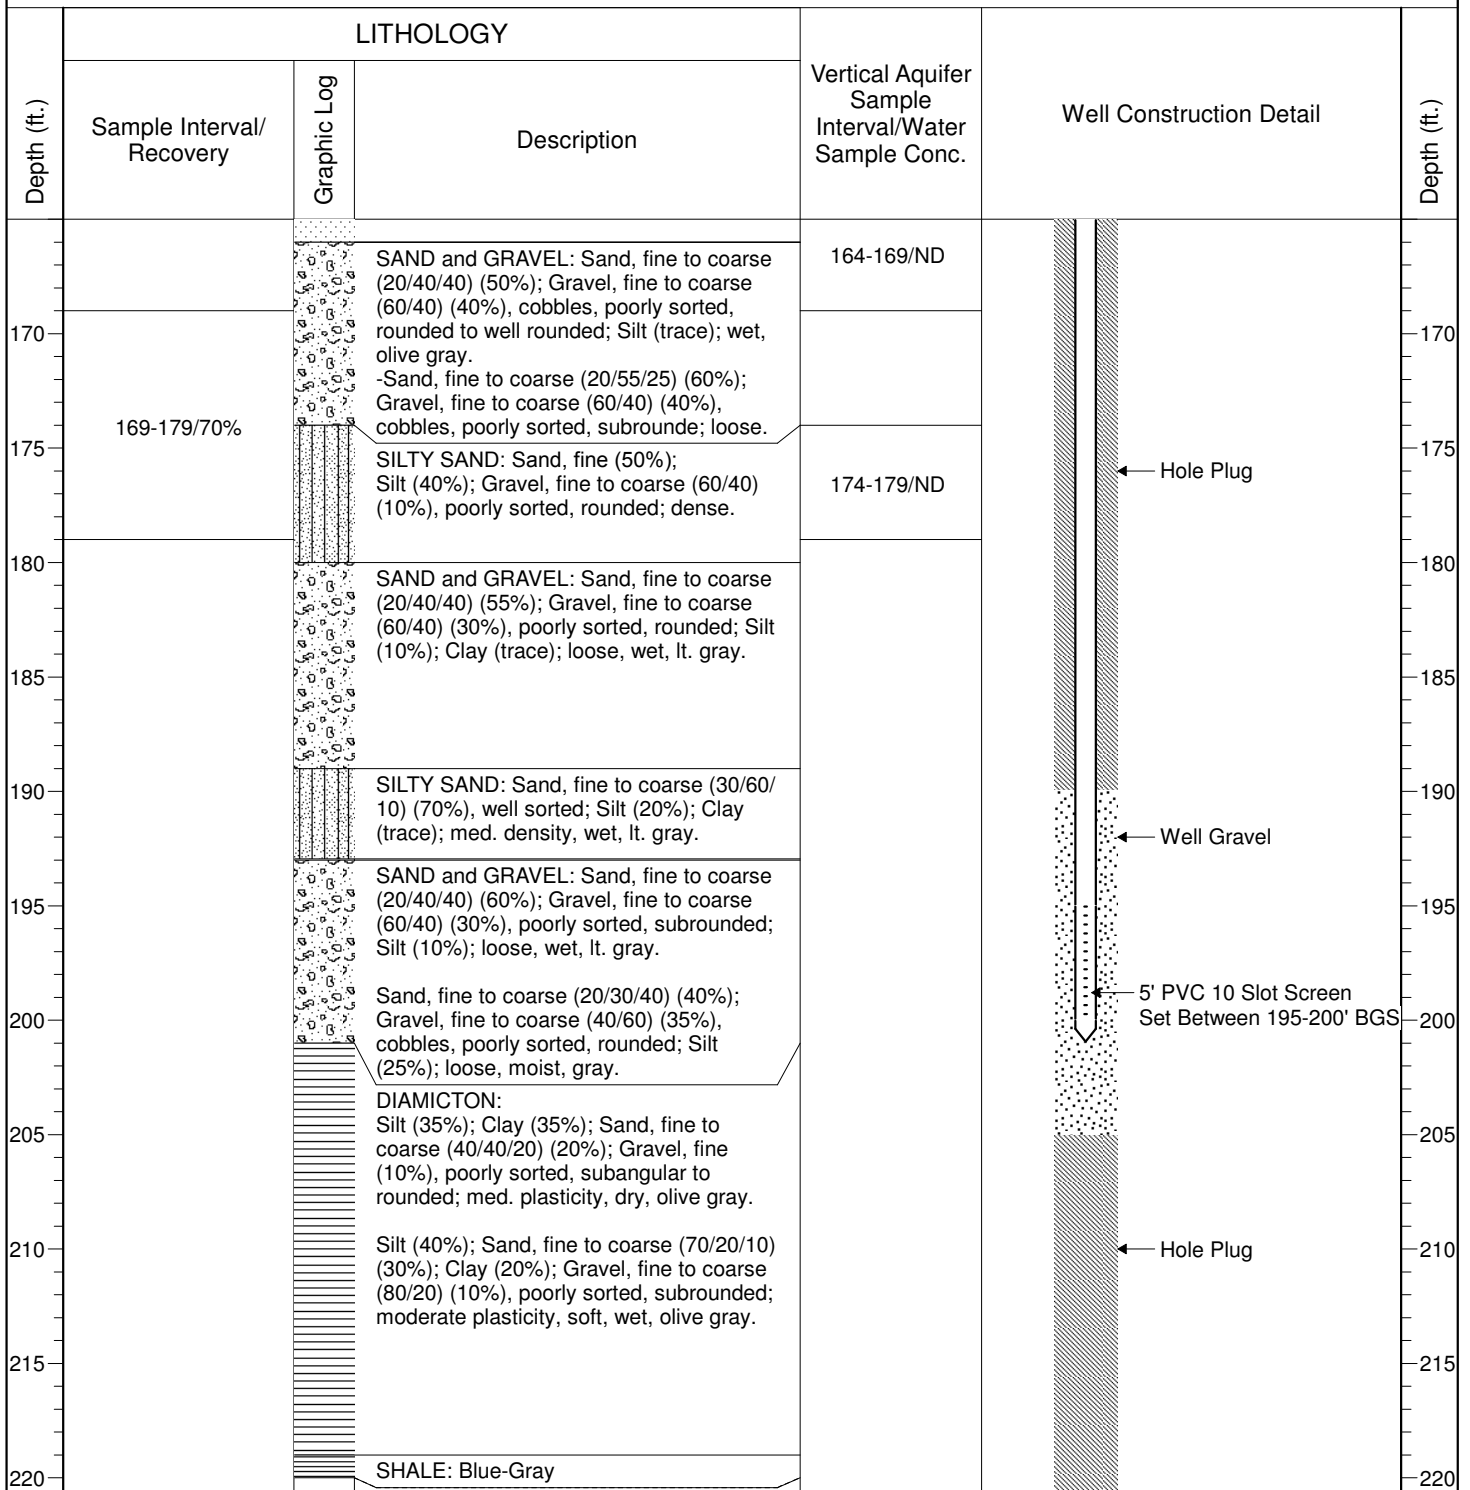 LITHOLOGY
Depth (ft.)
Sample Interval/
Recovery
Graphic Log
Description
Vertical Aquifer
Sample
Interval/Water
Sample Conc.
Well Construction Detail
Depth (ft.)
SAND and GRAVEL: Sand, fine to coarse
(20/40/40) (50%); Gravel, fine to coarse
(60/40) (40%), cobbles, poorly sorted,
rounded to well rounded; Silt (trace); wet,
olive gray.
-Sand, fine to coarse (20/55/25) (60%);
Gravel, fine to coarse (60/40) (40%),
cobbles, poorly sorted, subrounde; loose.
164-169/ND
170
170
169-179/70%
175
175
SILTY SAND: Sand, fine (50%);
Silt (40%); Gravel, fine to coarse (60/40)
(10%), poorly sorted, rounded; dense.
174-179/ND
Hole Plug
180
180
SAND and GRAVEL: Sand, fine to coarse
(20/40/40) (55%); Gravel, fine to coarse
(60/40) (30%), poorly sorted, rounded; Silt
(10%); Clay (trace); loose, wet, lt. gray.
185
185
190
190
SILTY SAND: Sand, fine to coarse (30/60/
10) (70%), well sorted; Silt (20%); Clay
(trace); med. density, wet, lt. gray.
Well Gravel
SAND and GRAVEL: Sand, fine to coarse
(20/40/40) (60%); Gravel, fine to coarse
(60/40) (30%), poorly sorted, subrounded;
Silt (10%); loose, wet, lt. gray.
195
195
Sand, fine to coarse (20/30/40) (40%);
Gravel, fine to coarse (40/60) (35%),
cobbles, poorly sorted, rounded; Silt
(25%); loose, moist, gray.
5' PVC 10 Slot Screen
Set Between 195-200' BGS
200
200
DIAMICTON:
Silt (35%); Clay (35%); Sand, fine to
coarse (40/40/20) (20%); Gravel, fine
(10%), poorly sorted, subangular to
rounded; med. plasticity, dry, olive gray.
205
205
Silt (40%); Sand, fine to coarse (70/20/10)
(30%); Clay (20%); Gravel, fine to coarse
(80/20) (10%), poorly sorted, subrounded;
moderate plasticity, soft, wet, olive gray.
210
Hole Plug
210
215
215
SHALE: Blue-Gray
220
220